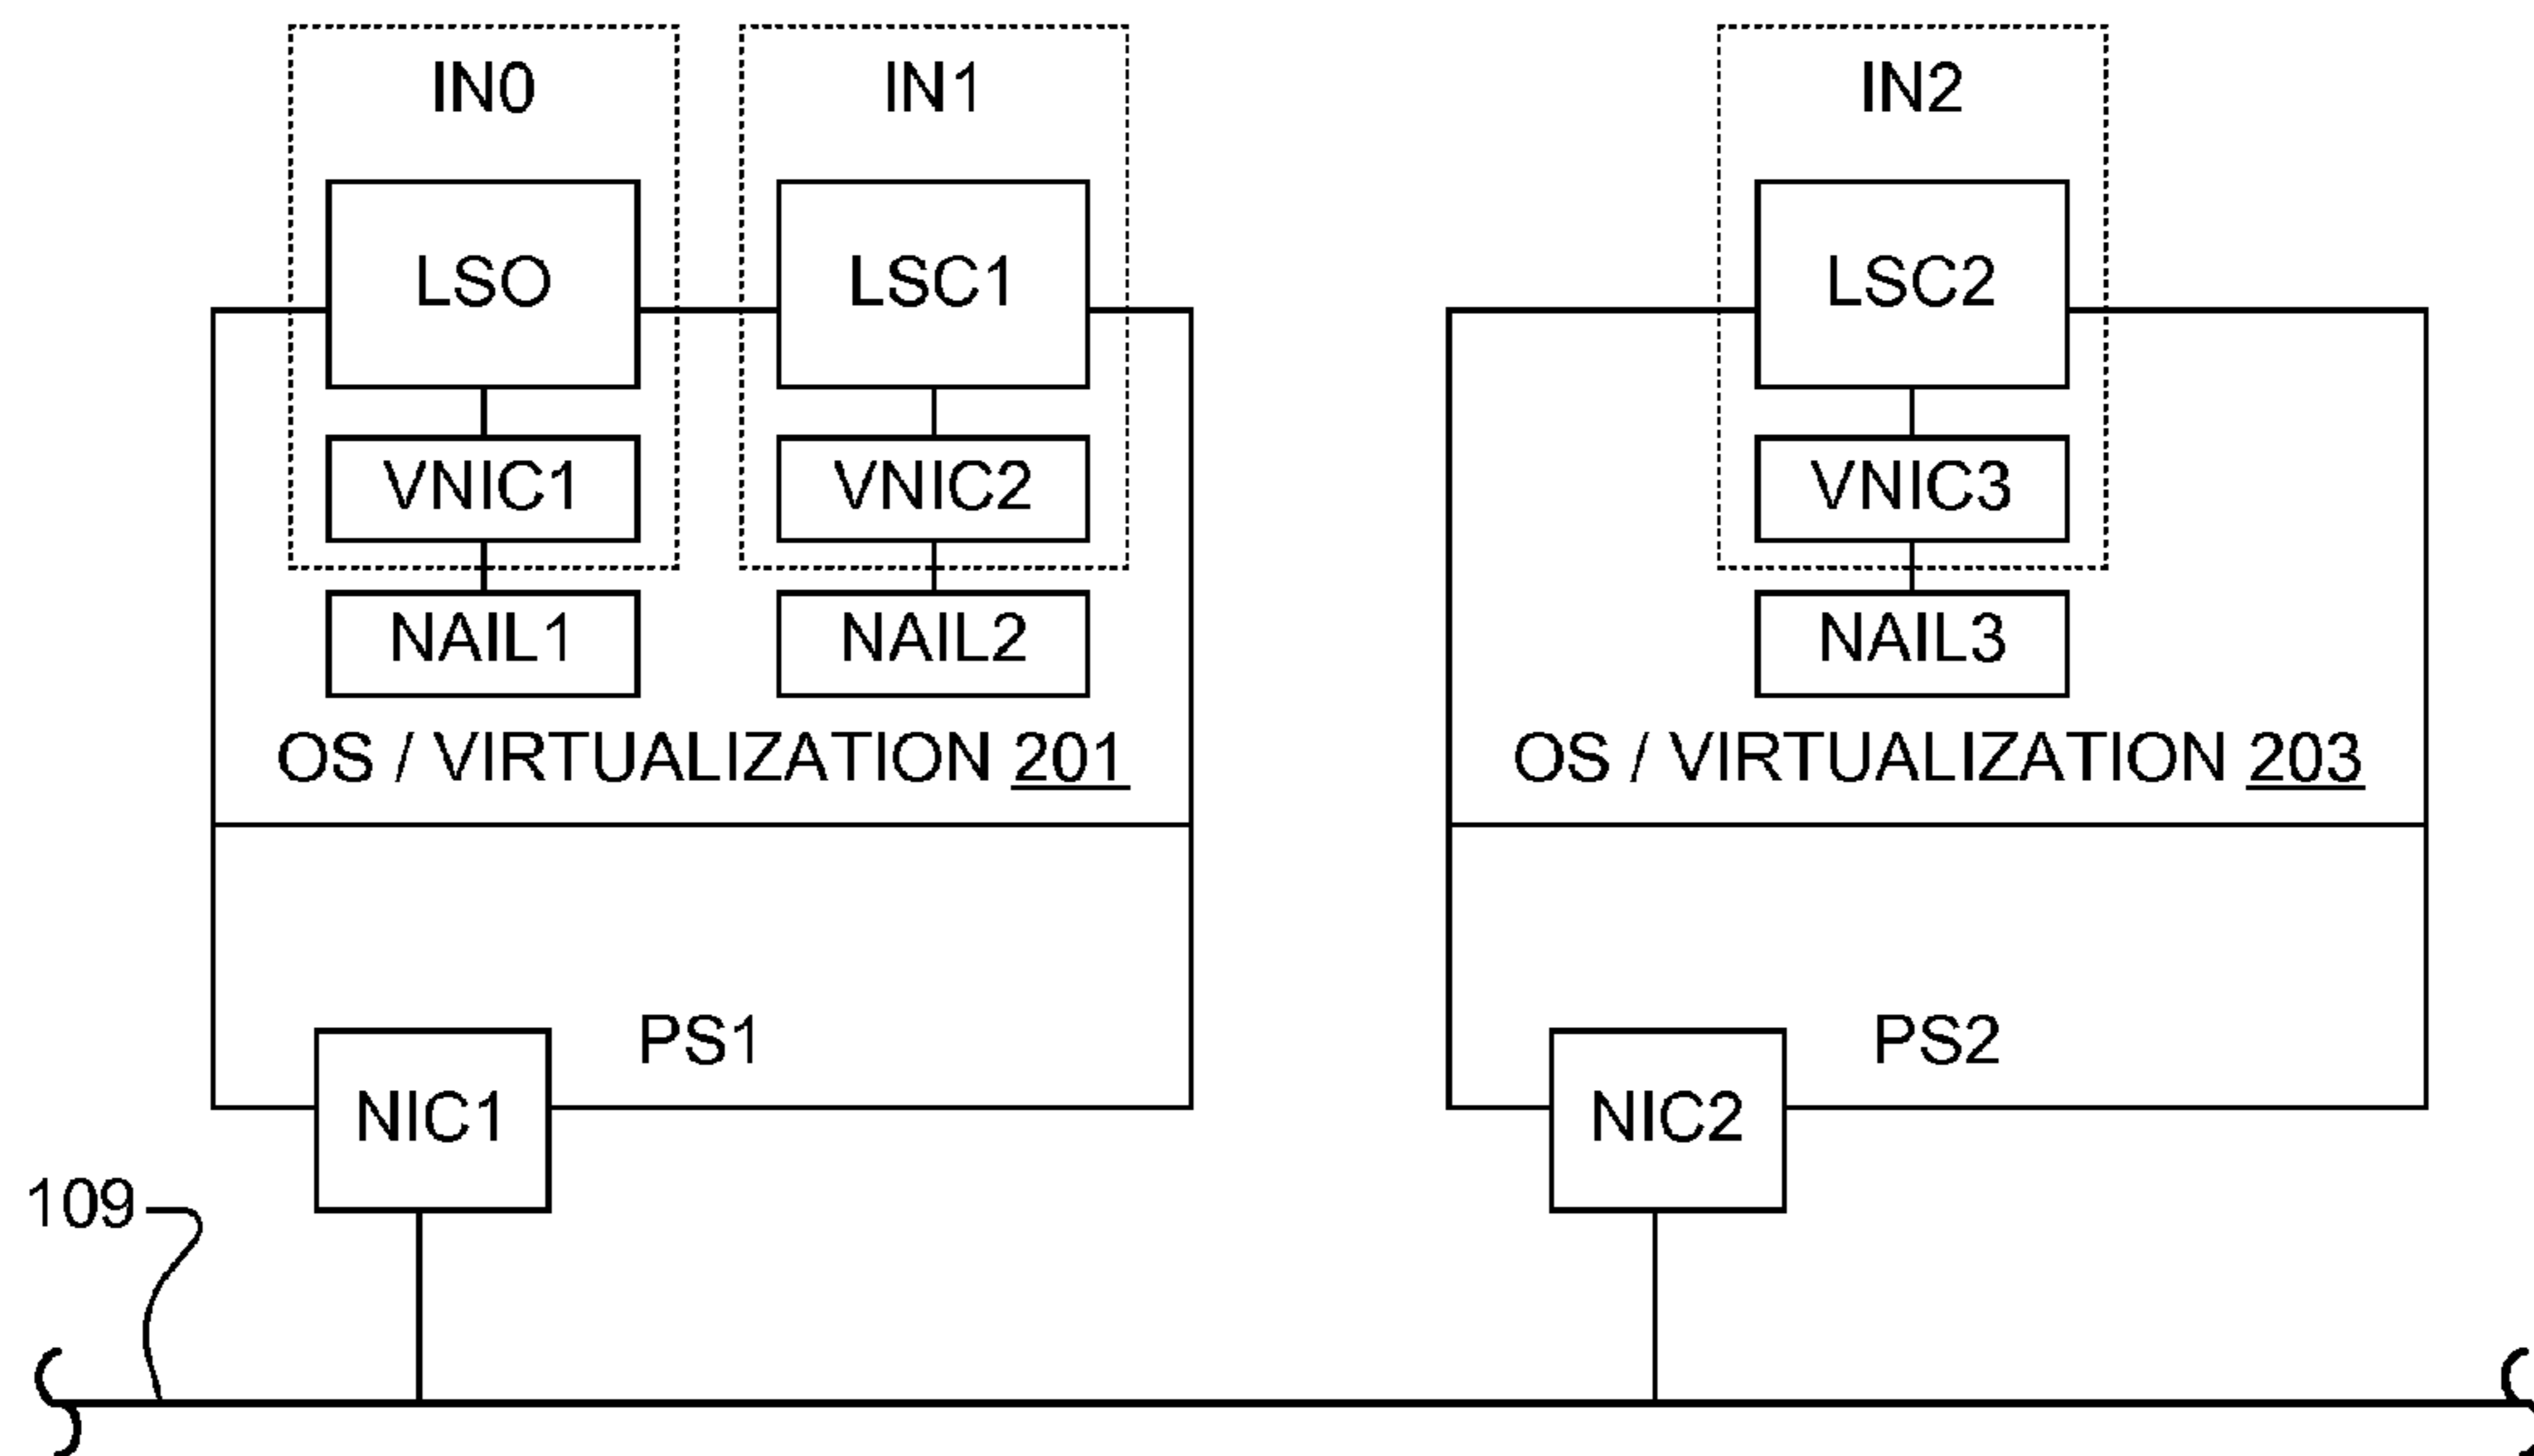 IN0
IN1
IN2
LSO
LSC1
LSC2
VNIC1
VNIC2
VNIC3
NAIL1
NAIL2
NAIL3
OS / VIRTUALIZATION 201
OS / VIRTUALIZATION 203
PS1
PS2
NIC1
NIC2
109